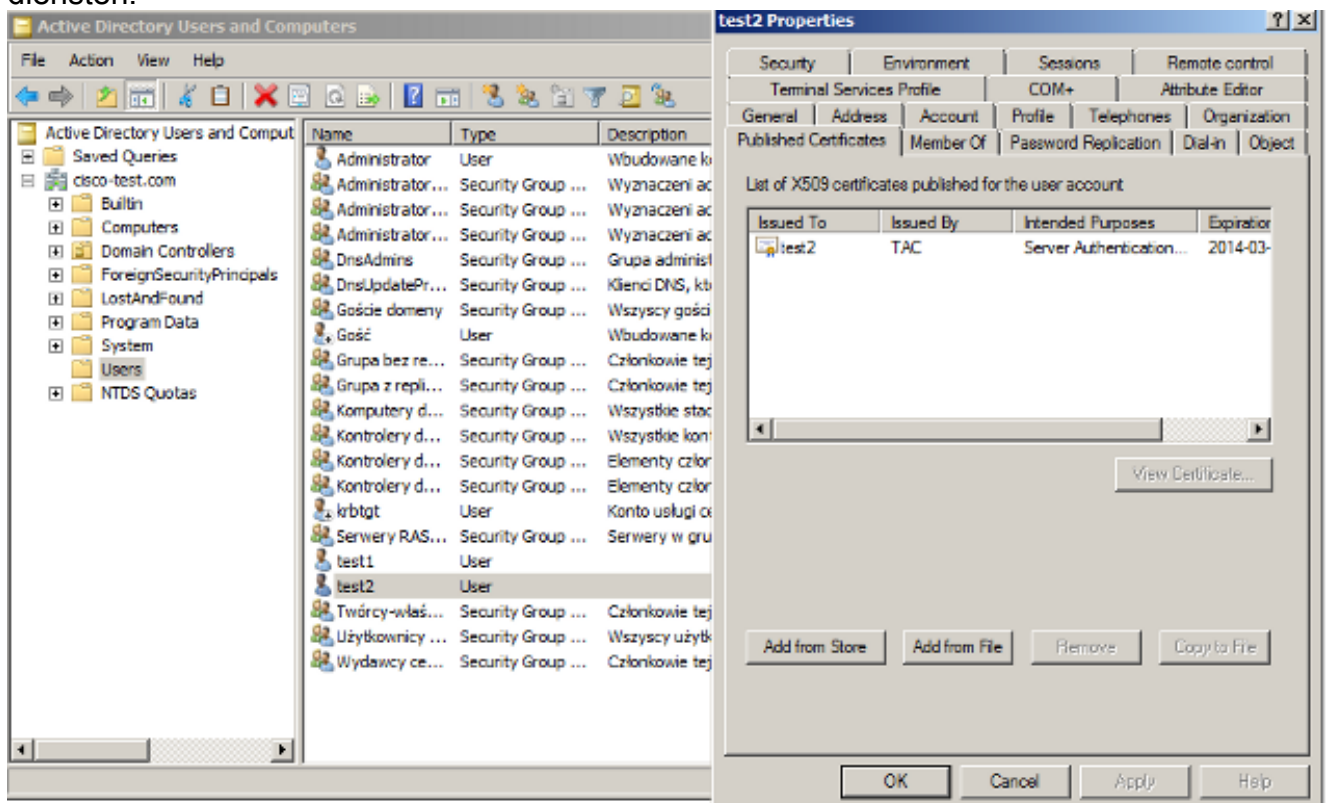 diensten.
Active Directory Users and Computers
File Action View Help
Active Directory Users and Comput
Saved Queries
cisco-test.com
Builtin
Computers
Domain Controllers
ForeignSecurityPrincipals
LostAndFound
Program Data
System
Users
NTDS Quotas
Name Type Description
Administrator User Wbudowane k
Administrator... Security Group ... Wyznaczeni ac
Administrator... Security Group ... Wyznaczeni ac
Administrator... Security Group ... Wyznaczeni ac
DnsAdmins Security Group ... Grupa administ
DnsUpdatePr... Security Group ... Klienci DNS, któ
Goście domeny Security Group ... Wszyscy gości
Gość User Wbudowane k
Grupa bez re... Security Group ... Członkowie tej
Grupa z repli... Security Group ... Członkowie tej
Komputery d... Security Group ... Wszystkie stac
Kontrolery d... Security Group ... Wszystkie kon
Kontrolery d... Security Group ... Elementy człor
Kontrolery d... Security Group ... Elementy człor
krbtgt User Konto usługi ce
Serwery RAS... Security Group ... Serwery w gru
test1 User
test2 User
Twórcy-właś... Security Group ... Członkowie tej
Użytkownicy ... Security Group ... Wszyscy użytk
Wydawcy ce... Security Group ... Członkowie tej
test2 Properties
Security Environment Sessions Remote control
Terminal Services Profile COM+ Attribute Editor
General Address Account Profile Telephones Organization
Published Certificates Member Of Password Replication Dial-in Object
List of X509 certificates published for the user account
Issued To Issued By Intended Purposes Expiration
test2 TAC Server Authentication... 2014-03-
View Certificate...
Add from Store Add from File Remove Copy to File
OK Cancel Apply Help